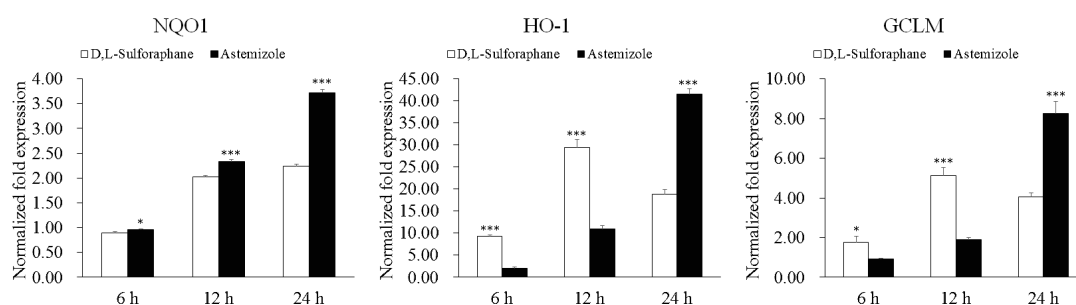 NQO1
□ D,L-Sulforaphane ■ Astemizole
Normalized fold expression
4.00
3.50
3.00
2.50
2.00
1.50
1.00
0.50
0.00
*
***
***
6 h 12 h 24 h
HO-1
□ D,L-Sulforaphane ■ Astemizole
Normalized fold expression
45.00
40.00
35.00
30.00
25.00
20.00
15.00
10.00
5.00
0.00
***
***
***
6 h 12 h 24 h
GCLM
□ D,L-Sulforaphane ■ Astemizole
Normalized fold expression
10.00
8.00
6.00
4.00
2.00
0.00
*
***
***
6 h 12 h 24 h